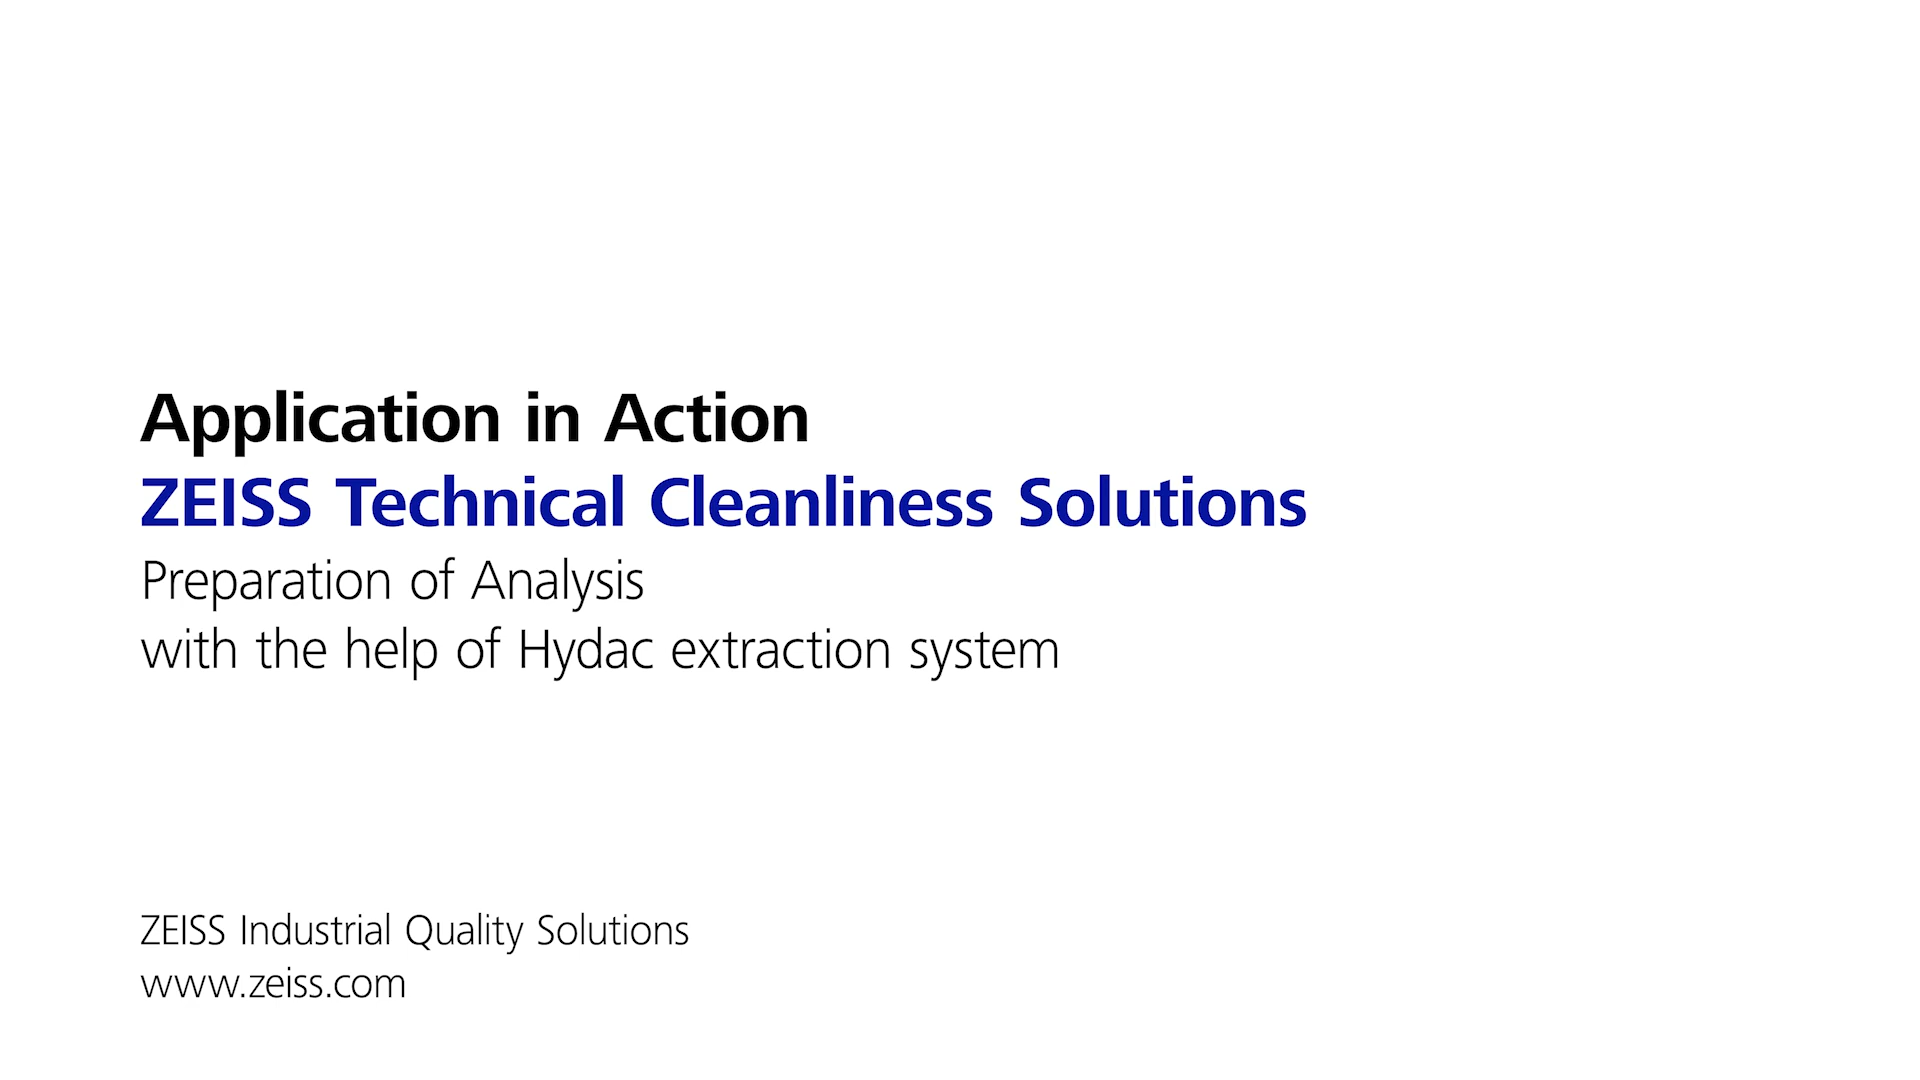 Application in Action
ZEISS Technical Cleanliness Solutions
Preparation of Analysis
with the help of Hydac extraction system
ZEISS Industrial Quality Solutions
www.zeiss.com